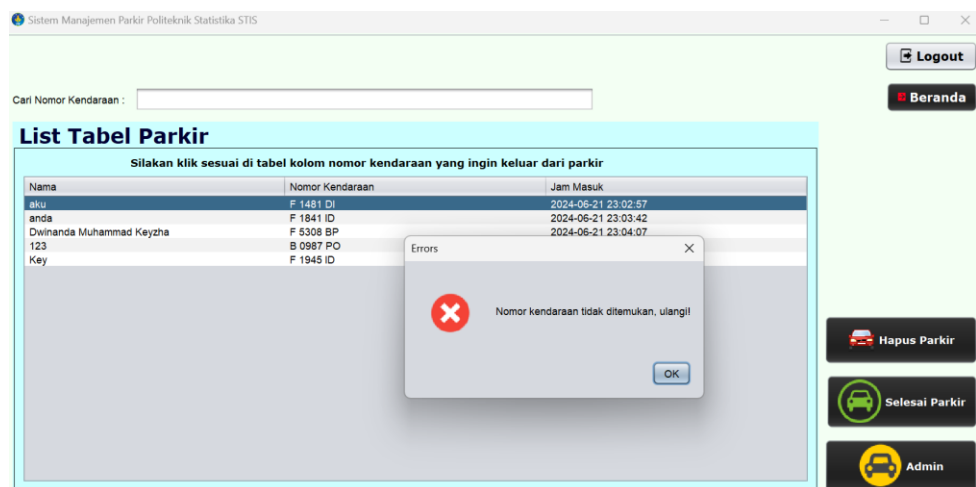 Sistem Manajemen Parkir Politeknik Statistika STIS
Logout
Cari Nomor Kendaraan :
Beranda
List Tabel Parkir
Silakan klik sesuai di tabel kolom nomor kendaraan yang ingin keluar dari parkir
Nama Nomor Kendaraan Jam Masuk
aku F 1481 DI 2024-06-21 23:02:57
anda F 1841 ID 2024-06-21 23:03:42
Dwinanda Muhammad Keyzha F 5308 BP 2024-06-21 23:04:07
123 B 0987 PO
Key F 1945 ID
Errors
Nomor kendaraan tidak ditemukan, ulangi!
OK
Hapus Parkir
Selesai Parkir
Admin